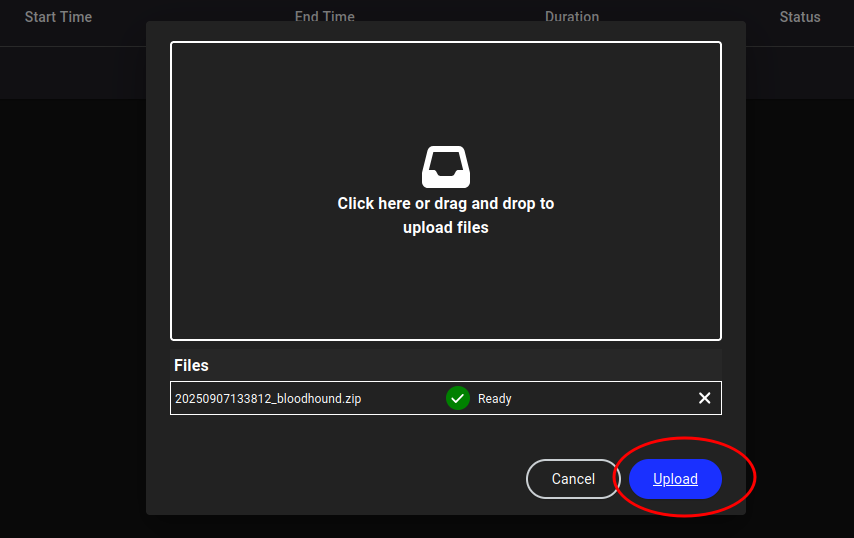 Start Time End Time Duration Status
Click here or drag and drop to
upload files
Files
20250907133812_bloodhound.zip Ready
Cancel Upload